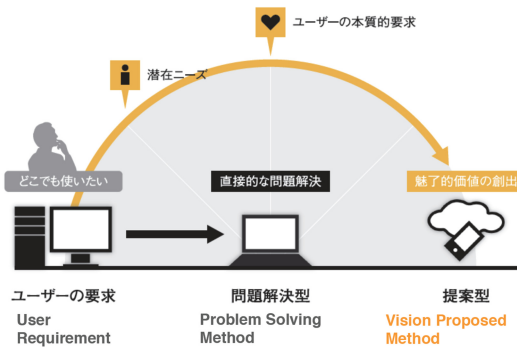 ユーザーの本質的要求
潜在ニーズ
どこでも使いたい
直接的な問題解決
魅了的価値の創出
ユーザーの要求
問題解決型
提案型
User
Requirement
Problem Solving
Method
Vision Proposed
Method